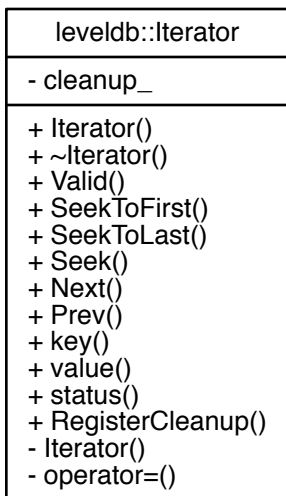 leveldb::Iterator
- cleanup_
+ Iterator()
+ ~Iterator()
+ Valid()
+ SeekToFirst()
+ SeekToLast()
+ Seek()
+ Next()
+ Prev()
+ key()
+ value()
+ status()
+ RegisterCleanup()
- Iterator()
- operator=()